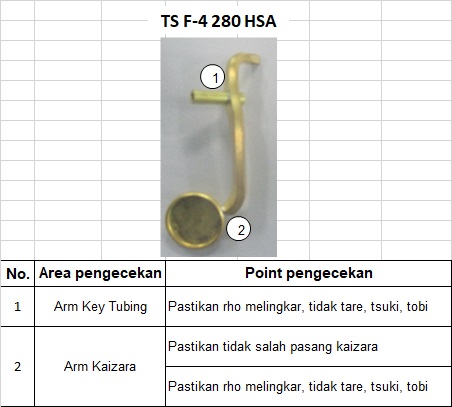 TS F-4 280 HSA
1
2
No. Area pengecekan Point pengecekan
1 Arm Key Tubing Pastikan rho melingkar, tidak tare, tsuki, tobi
2 Arm Kaizara Pastikan tidak salah pasang kaizara
Pastikan rho melingkar, tidak tare, tsuki, tobi